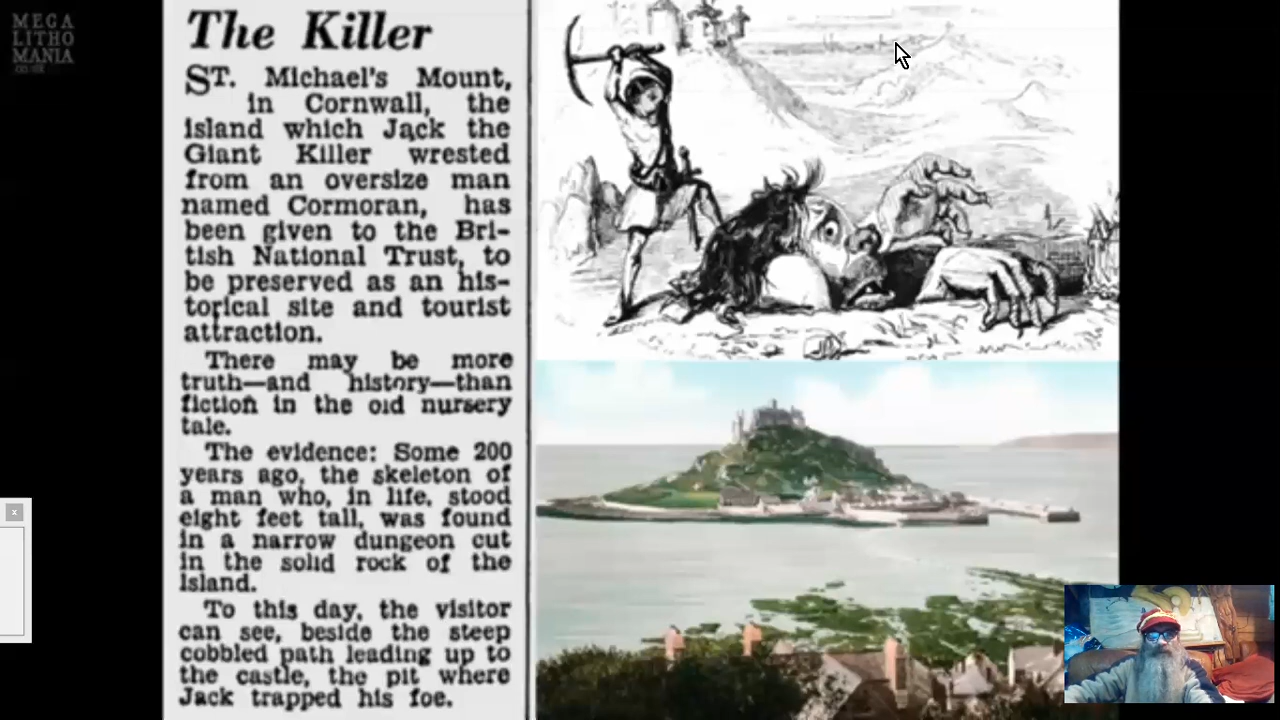 MEGA
LITHO
MANIA
.co.uk
The Killer
ST. Michael's Mount,
in Cornwall, the
island which Jack the
Giant Killer wrested
from an oversize man
named Cormoran, has
been given to the Bri-
tish National Trust, to
be preserved as an his-
torical site and tourist
attraction.
There may be more
truth—and history—than
fiction in the old nursery
tale.
The evidence: Some 200
years ago, the skeleton of
a man who, in life, stood
eight feet tall, was found
in a narrow dungeon cut
in the solid rock of the
island.
To this day, the visitor
can see, beside the steep
cobbled path leading up to
the castle, the pit where
Jack trapped his foe.
x